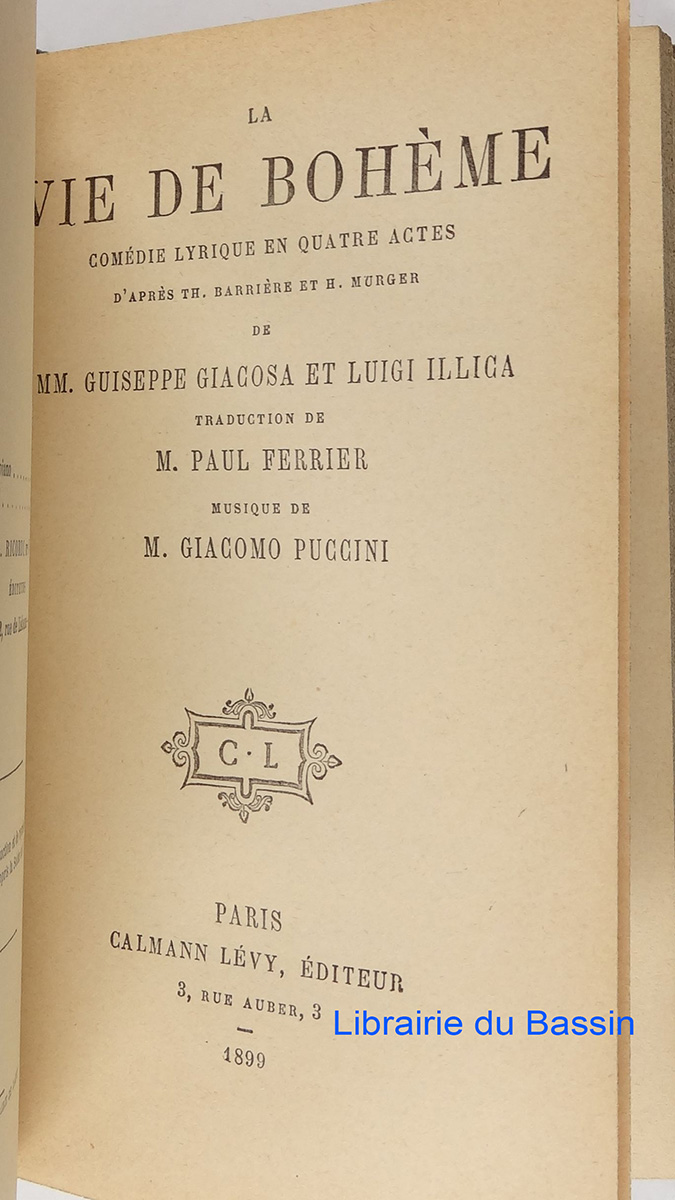 LA
VIE DE BOHÈME
COMÉDIE LYRIQUE EN QUATRE ACTES
D'APRÈS TH. BARRIÈRE ET H. MURGER
DE
MM. GUISEPPE GIACOSA ET LUIGI ILLICA
TRADUCTION DE
M. PAUL FERRIER
MUSIQUE DE
M. GIACOMO PUCCINI
C · L
PARIS
CALMANN LÉVY, ÉDITEUR
3, RUE AUBER, 3
1899
Librairie du Bassin